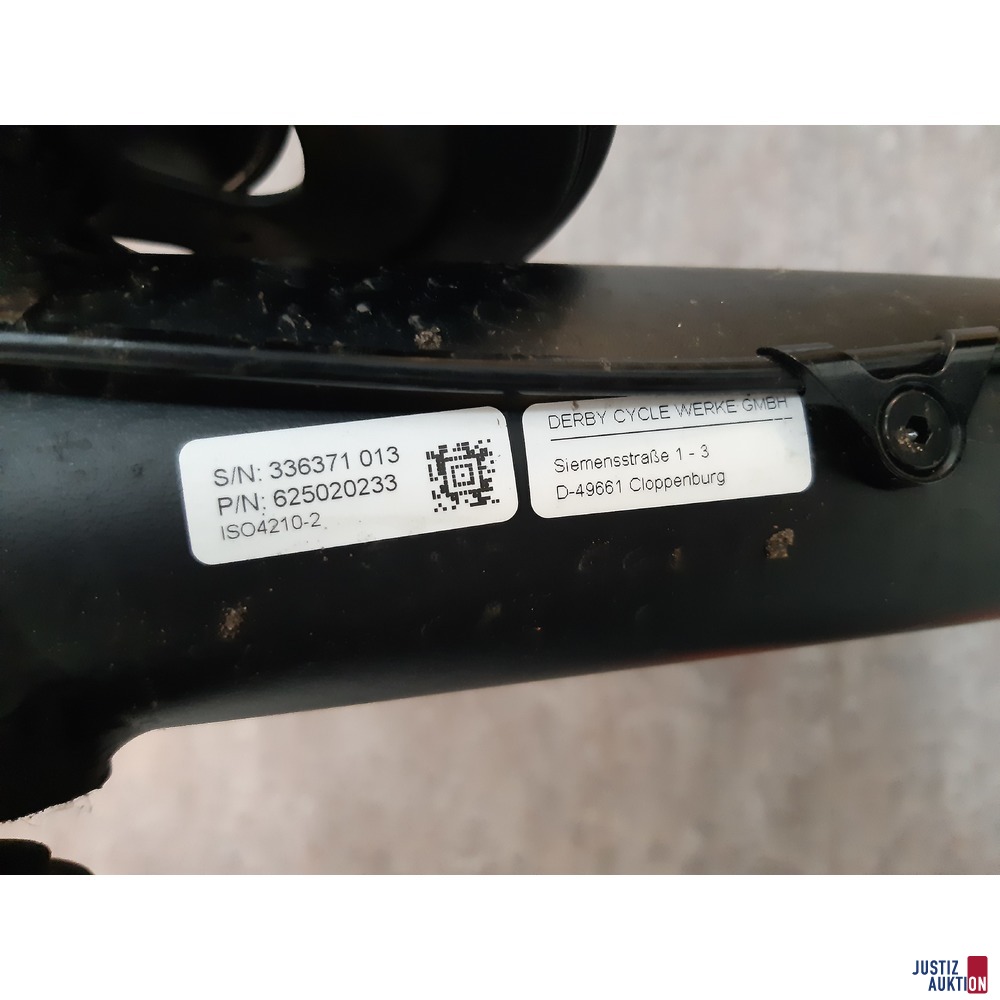 S/N: 336371 013
P/N: 625020233
ISO4210-2
DERBY CYCLE WERKE GMBH
Siemensstraße 1 - 3
D-49661 Cloppenburg
JUSTIZ
AUKTION